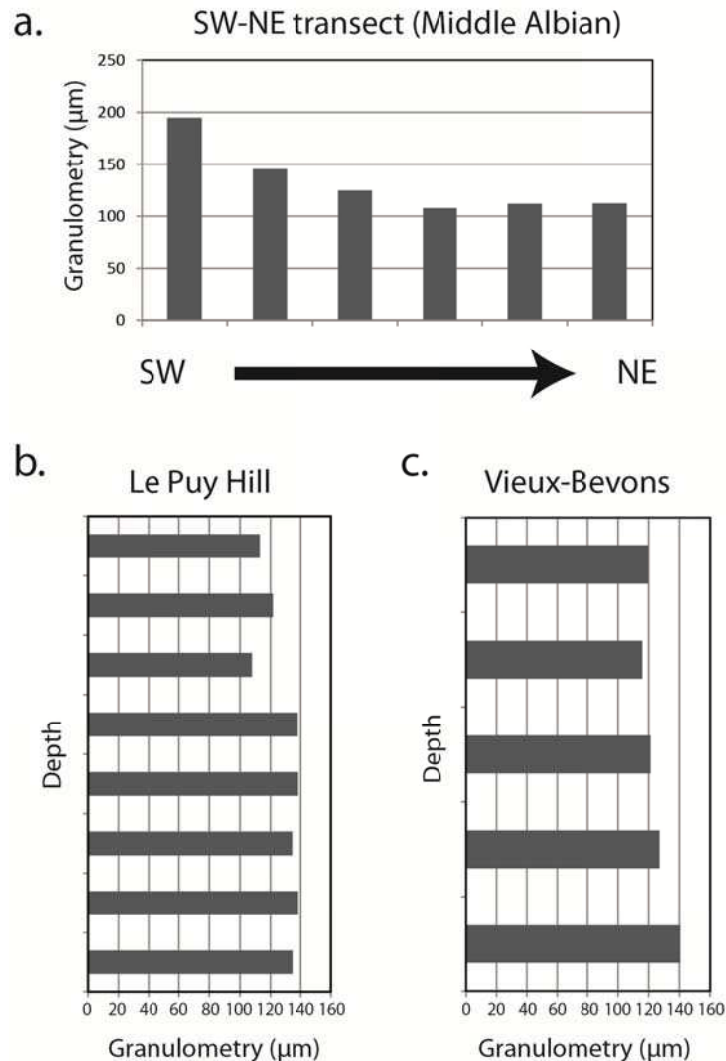 a.
SW-NE transect (Middle Albian)
Granulometry (µm)
250
200
150
100
50
0
SW
NE
b.
Le Puy Hill
Depth
0 20 40 60 80 100 120 140 160
Granulometry (µm)
c.
Vieux-Bevons
Depth
0 20 40 60 80 100 120 140 160
Granulometry (µm)